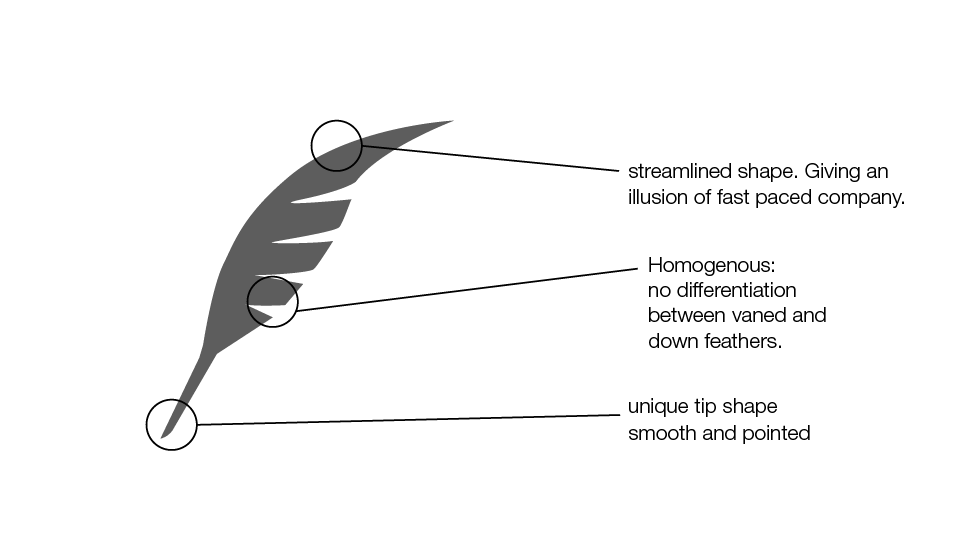 streamlined shape. Giving an
illusion of fast paced company.
Homogenous:
no differentiation
between vaned and
down feathers.
unique tip shape
smooth and pointed